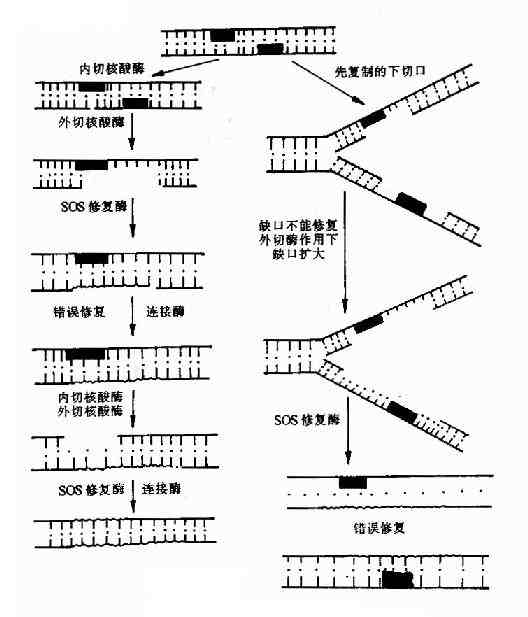 内切核酸酶
先复制的下切口
外切核酸酶
SOS 修复酶
缺口不能修复
外切酶作用下
缺口扩大
错误修复 连接酶
内切核酸酶
外切核酸酶
SOS 修复酶
SOS 修复酶 连接酶
错误修复